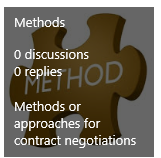 Methods
0 discussions
0 replies
METHOD
Methods or
approaches for
contract negotiations